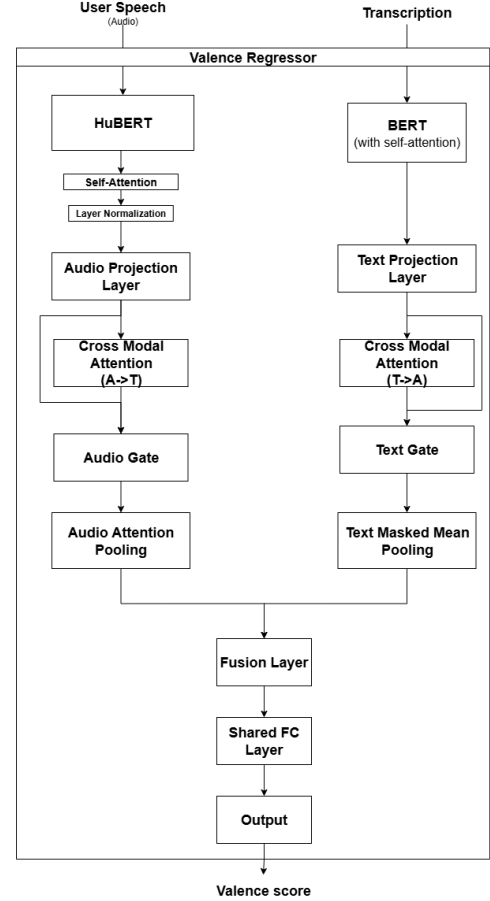 User Speech
(Audio)
Transcription
Valence Regressor
HuBERT
BERT
(with self-attention)
Self-Attention
Layer Normalization
Audio Projection
Layer
Text Projection
Layer
Cross Modal
Attention
(A->T)
Cross Modal
Attention
(T->A)
Audio Gate
Text Gate
Audio Attention
Pooling
Text Masked Mean
Pooling
Fusion Layer
Shared FC
Layer
Output
Valence score